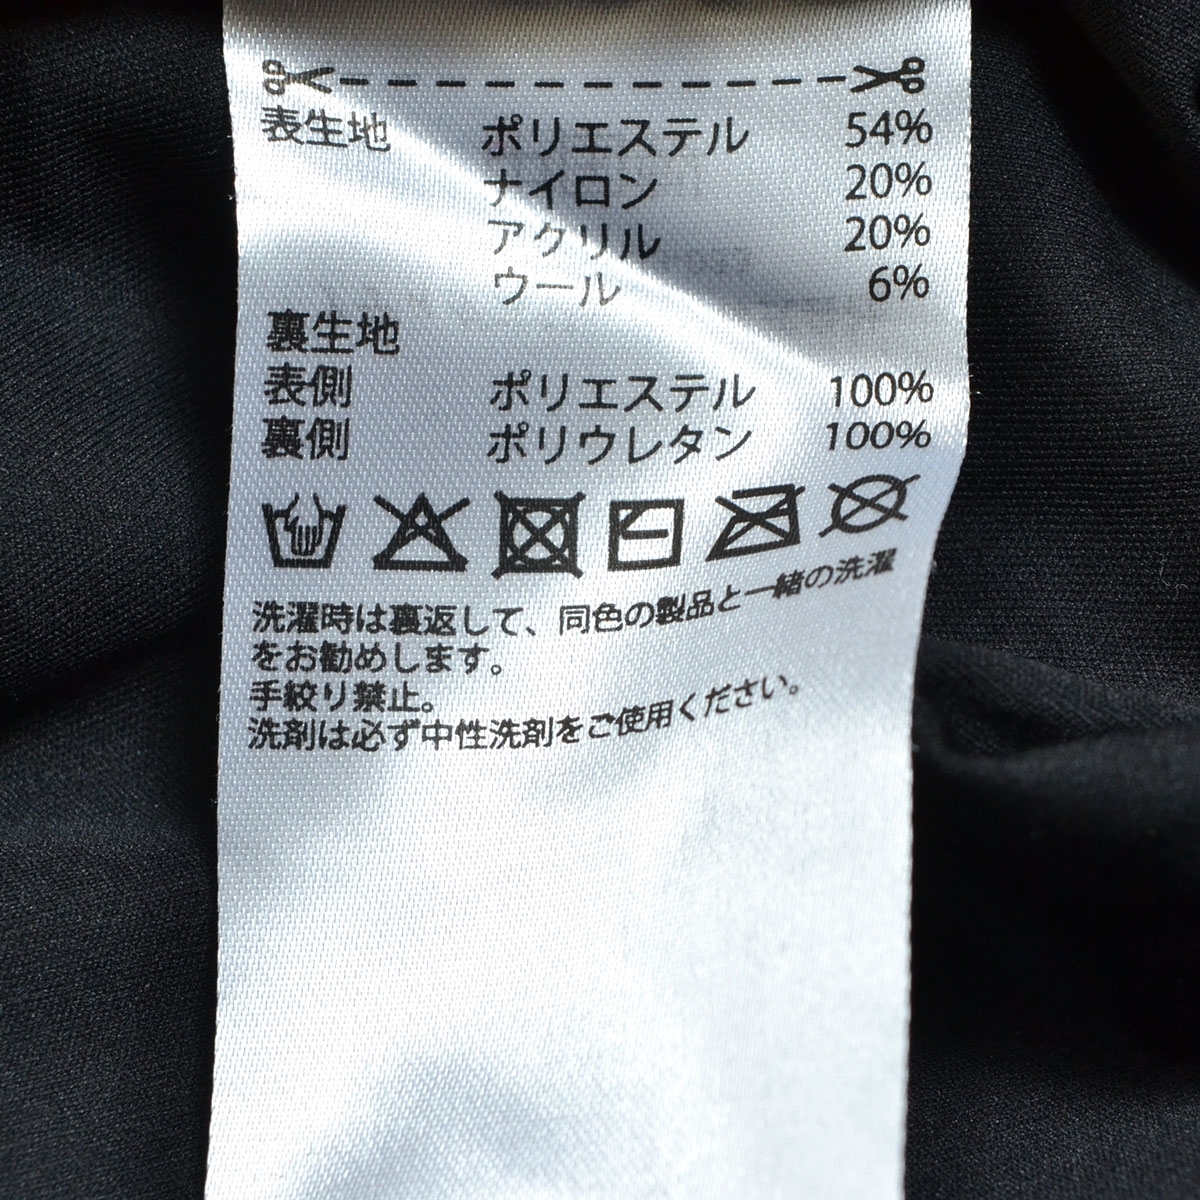 表生地 ポリエステル 54%
ナイロン 20%
アクリル 20%
ウール 6%
裏生地
表側 ポリエステル 100%
裏側 ポリウレタン 100%
洗濯時は裏返して、同色の製品と一緒の洗濯
をお勧めします。
手絞り禁止。
洗剤は必ず中性洗剤をご使用ください。